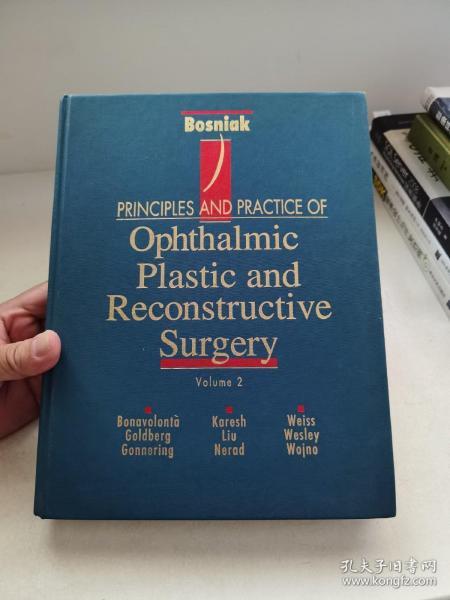 Bosniak
PRINCIPLES AND PRACTICE OF
Ophthalmic
Plastic and
Reconstructive
Surgery
Volume 2
Bonavolontà
Goldberg
Gonnering
Karesh
Liu
Nerad
Weiss
Wesley
Wojno
孔夫子旧书网
www.kongfz.com